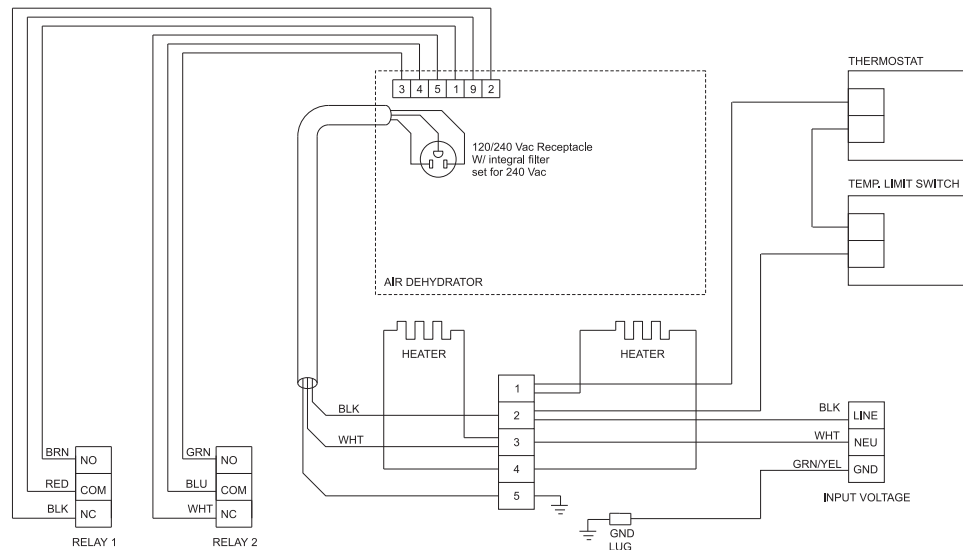 3 4 5 1 9 2
THERMOSTAT
120/240 Vac Receptacle
W/ integral filter
set for 240 Vac
TEMP. LIMIT SWITCH
AIR DEHYDRATOR
HEATER
HEATER
1
2
3
4
5
BLK
WHT
BLK
WHT
GRN/YEL
LINE
NEU
GND
INPUT VOLTAGE
GND
LUG
BRN
RED
BLK
NO
COM
NC
RELAY 1
GRN
BLU
WHT
NO
COM
NC
RELAY 2